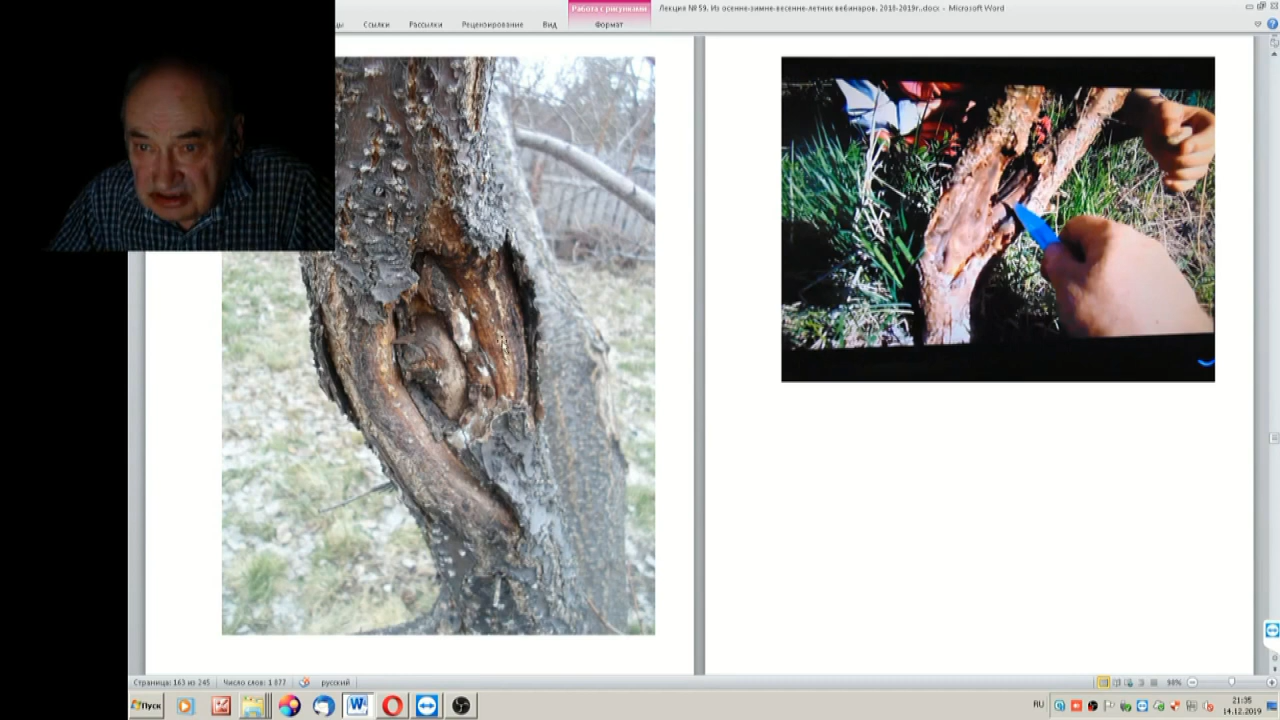 Работа с рисунками
Лекция № 59. Из осенне-зимне-весенне-летних вебинаров. 2018-2019г..docx - Microsoft Word
Ссылки Рассылки Рецензирование Вид Формат
Страница: 163 из 245 Число слов: 1 877 русский 98%
Пуск
RU
21:35
14.12.2019